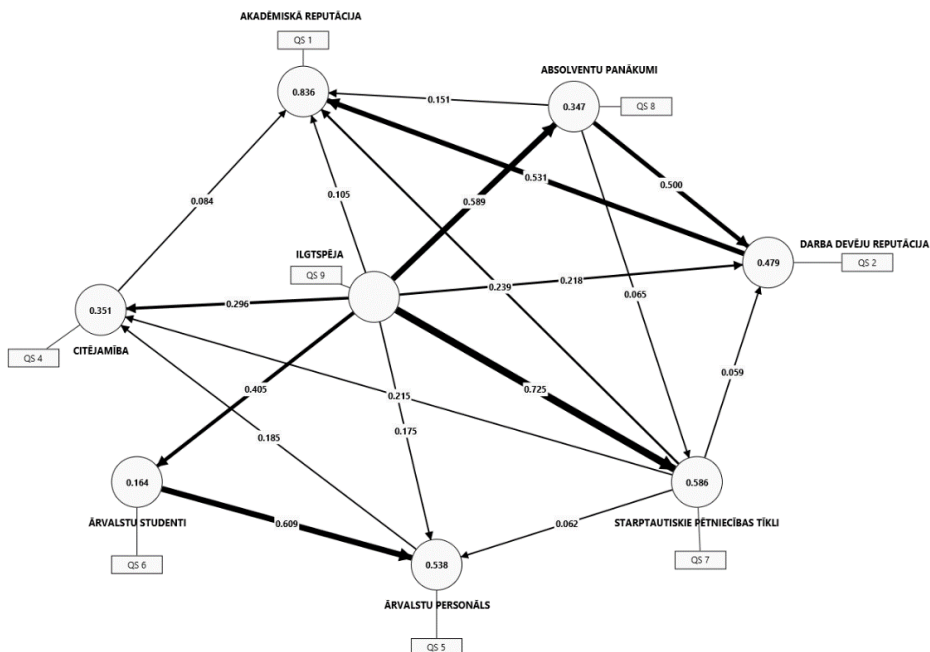 AKADĒMISKĀ REPUTĀCIJA
QS 1
ABSOLVENTU PANĀKUMI
0.836
0.151
0.347
QS 8
0.531
0.500
0.084
0.105
0.589
DARBA DEVĒJU REPUTĀCIJA
ILGTSPĒJA
0.479
QS 2
QS 9
0.239
0.218
0.296
0.065
0.351
CITĒJAMĪBA
QS 4
0.059
0.405
0.215
0.725
0.185
0.175
0.164
0.586
ĀRVALSTU STUDENTI
0.609
0.062
STARPTAUTISKIE PĒTNIECĪBAS TĪKLI
QS 6
0.538
QS 7
ĀRVALSTU PERSONĀLS
QS 5